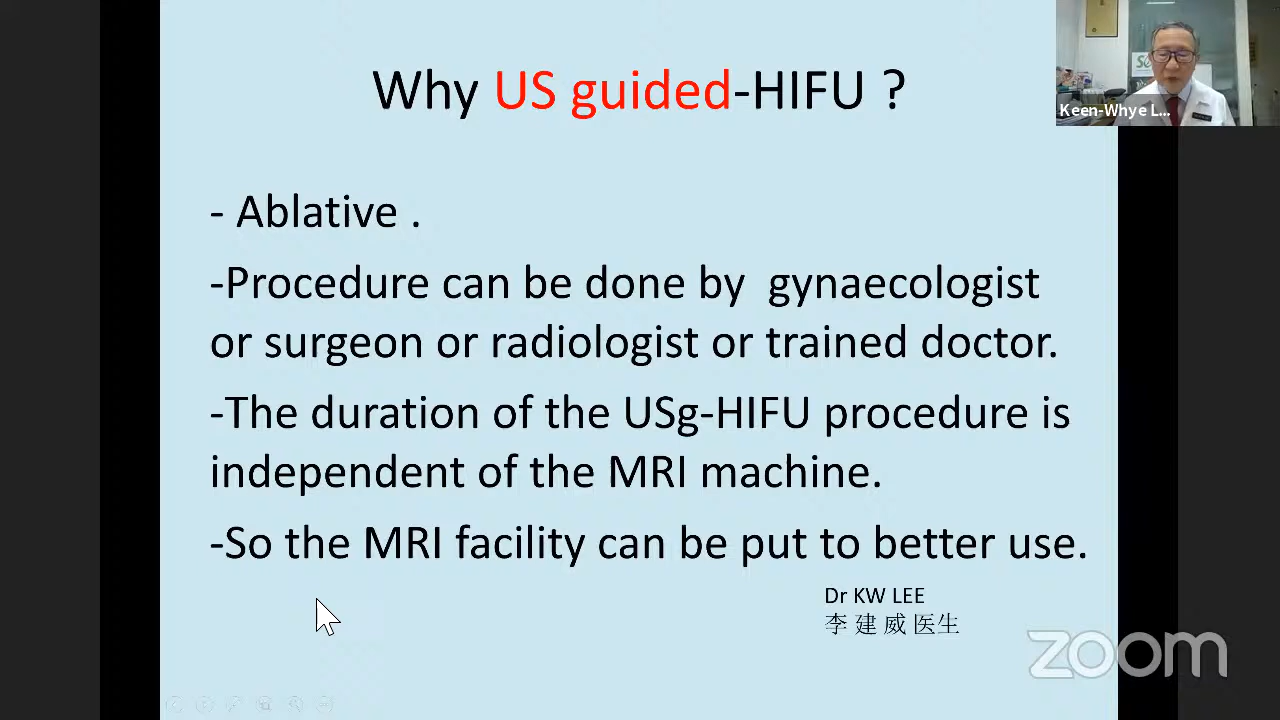 Why US guided-HIFU ?
Keen-Whye L...
- Ablative .
-Procedure can be done by gynaecologist
or surgeon or radiologist or trained doctor.
-The duration of the USg-HIFU procedure is
independent of the MRI machine.
-So the MRI facility can be put to better use.
Dr KW LEE
李 建 威 医生
zoom